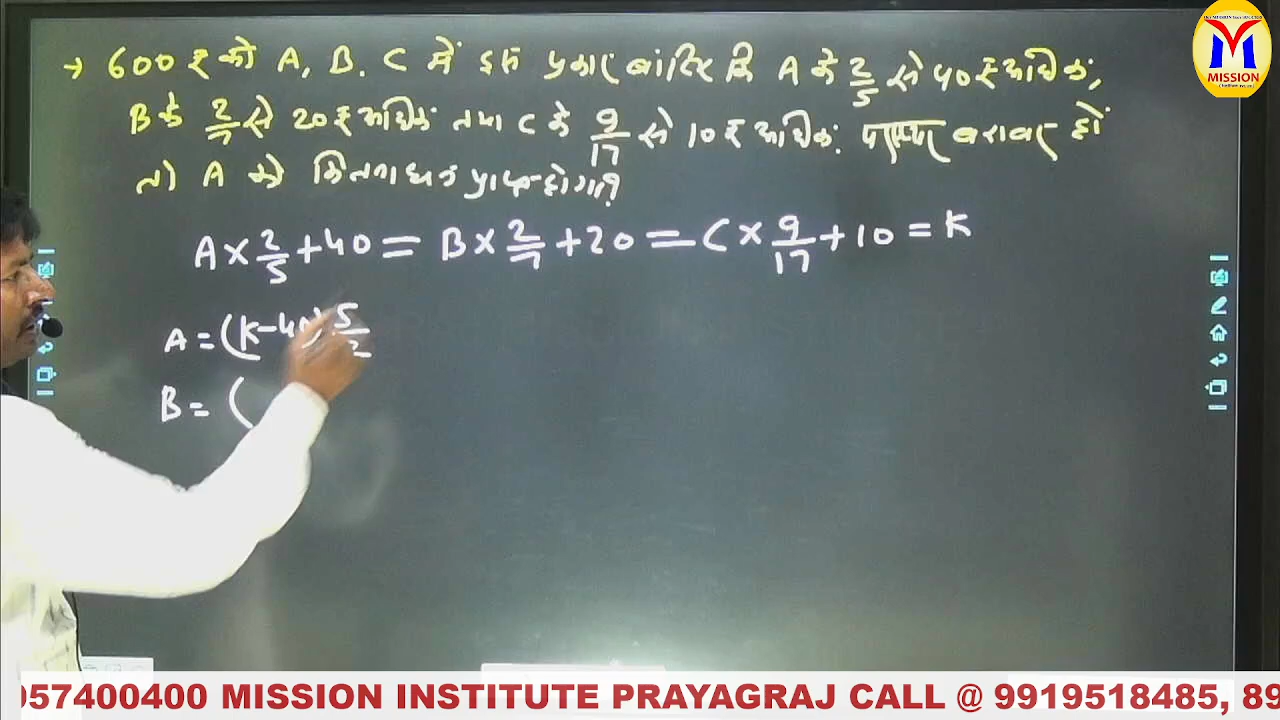 → 600 ₹ को A, B, C में इस प्रकार बांटिए कि A के 2/5 से 40 ₹ अधिक,
B के 2/7 से 20 ₹ अधिक तथा C के 9/17 से 10 ₹ अधिक परस्पर बराबर हों
तो A को कितना धन प्राप्त होगा?
A × 2/5 + 40 = B × 2/7 + 20 = C × 9/17 + 10 = K
A = (K - 40) 5/2
B = (
MISSION
057400400 MISSION INSTITUTE PRAYAGRAJ CALL @ 9919518485, 89